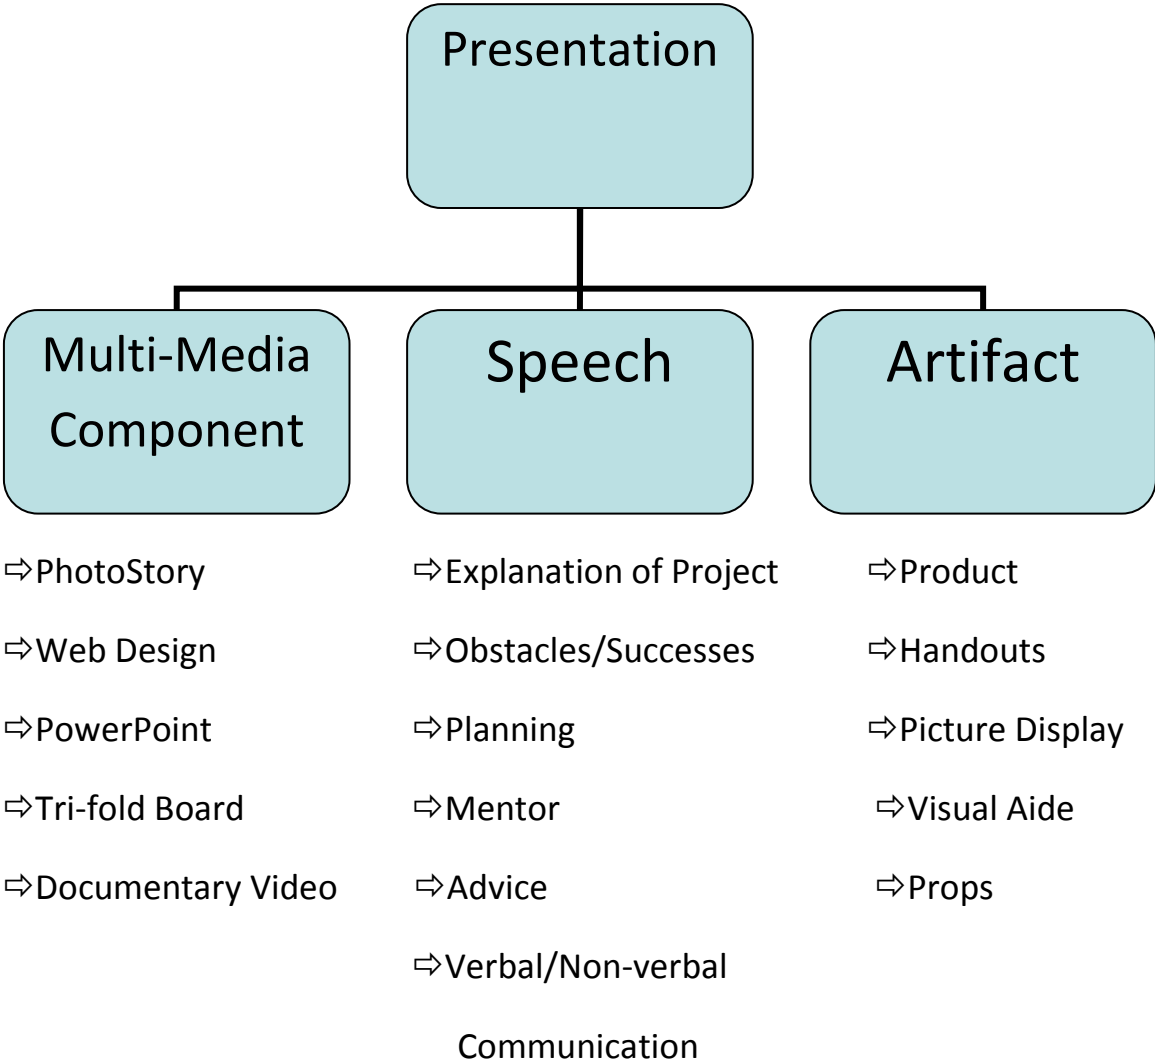 Presentation
Multi-Media
Component
Speech
Artifact
⇨PhotoStory
⇨Web Design
⇨PowerPoint
⇨Tri-fold Board
⇨Documentary Video
⇨Explanation of Project
⇨Obstacles/Successes
⇨Planning
⇨Mentor
⇨Advice
⇨Verbal/Non-verbal
Communication
⇨Product
⇨Handouts
⇨Picture Display
⇨Visual Aide
⇨Props